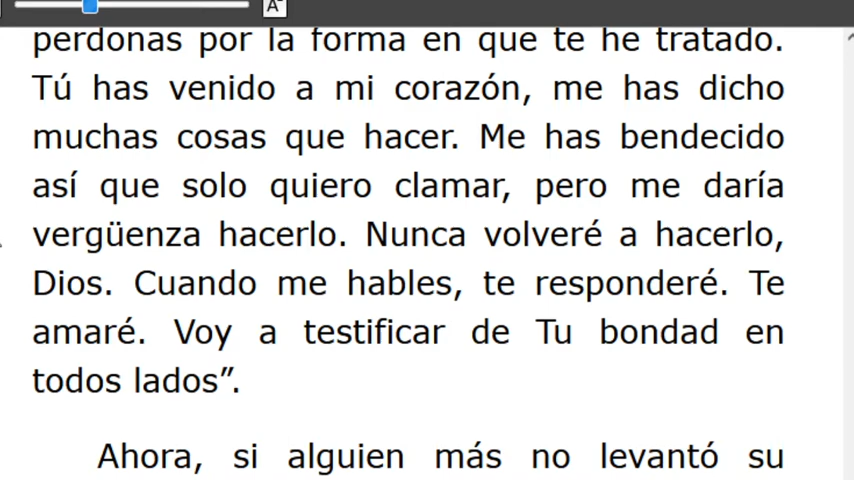 A
perdonas por la forma en que te he tratado.
Tú has venido a mi corazón, me has dicho
muchas cosas que hacer. Me has bendecido
así que solo quiero clamar, pero me daría
vergüenza hacerlo. Nunca volveré a hacerlo,
Dios. Cuando me hables, te responderé. Te
amaré. Voy a testificar de Tu bondad en
todos lados”.
Ahora, si alguien más no levantó su